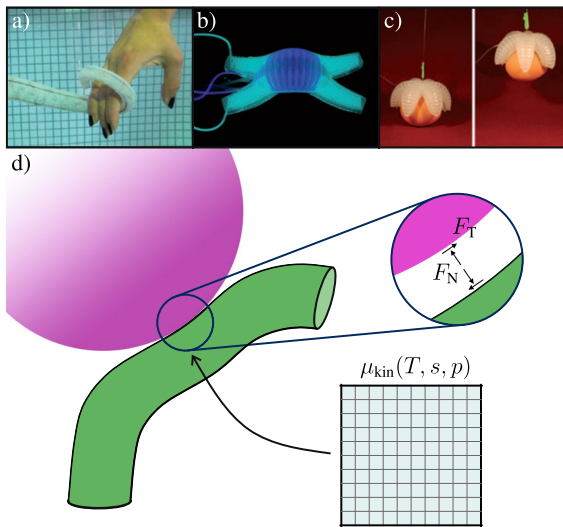 a)
b)
c)
d)
F_T
F_N
μ_kin(T, s, p)